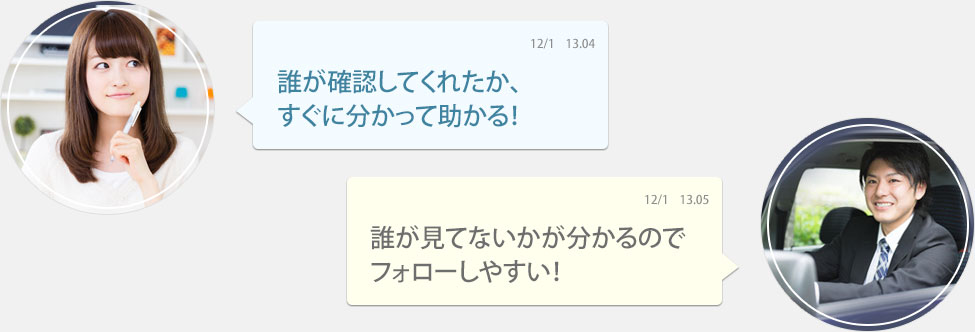 12/1 13.04
誰が確認してくれたか、
すぐに分かって助かる!
12/1 13.05
誰が見てないかが分かるので
フォローしやすい!